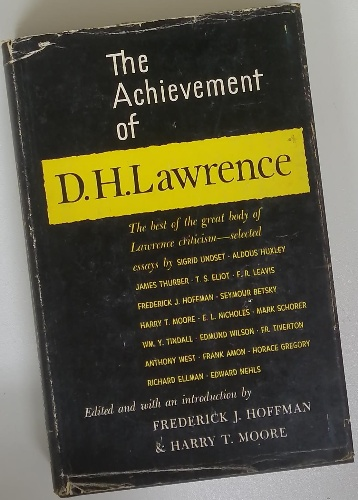 The
Achievement
of
D.H.Lawrence
The best of the great body of
Lawrence criticism—selected
essays by SIGRID UNDSET · ALDOUS HUXLEY
JAMES THURBER · T. S. ELIOT · F. R. LEAVIS
FREDERICK J. HOFFMAN · SEYMOUR BETSKY
HARRY T. MOORE · E. L. NICHOLES · MARK SCHORER
WM. Y. TINDALL · EDMUND WILSON · FR. TIVERTON
ANTHONY WEST · FRANK AMON · HORACE GREGORY
RICHARD ELLMAN · EDWARD NEHLS
Edited and with an introduction by
FREDERICK J. HOFFMAN
& HARRY T. MOORE